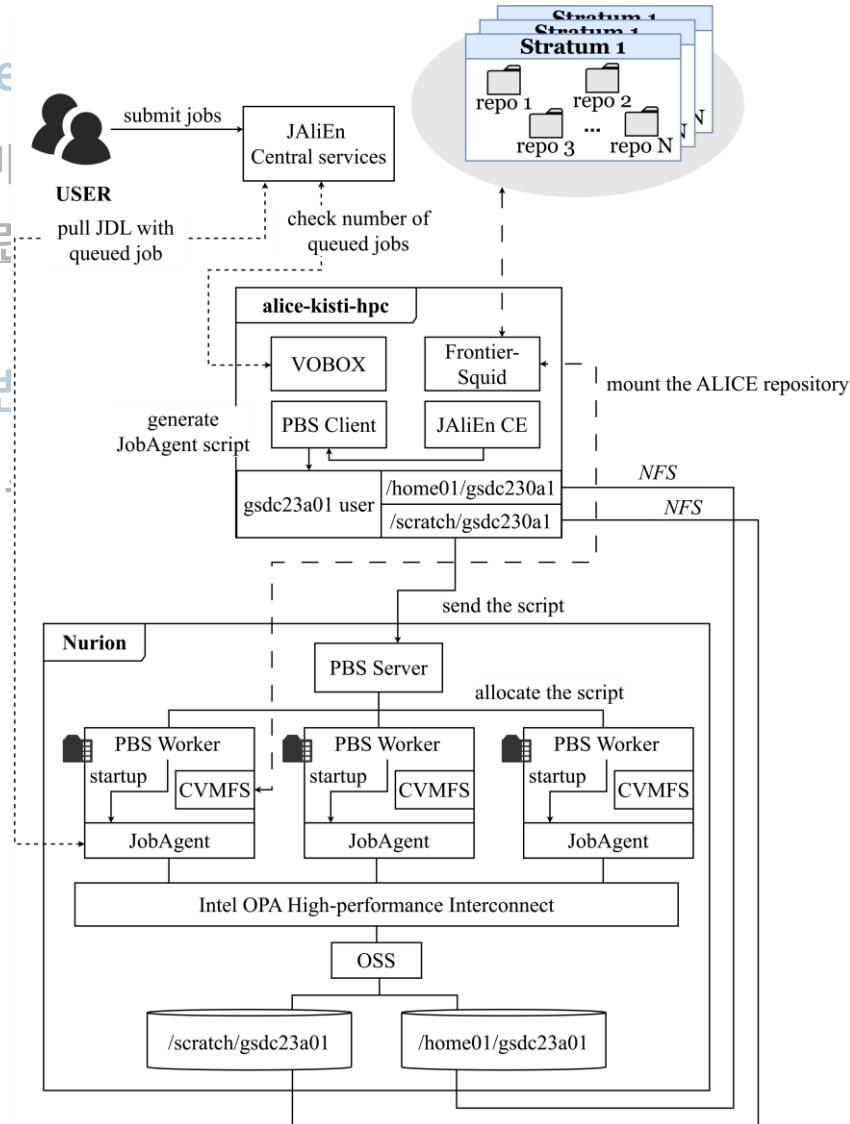 Stratum 1
Stratum 1
Stratum 1
repo 1
repo 2
repo 3
...
repo N
N
N
submit jobs
JAliEn
Central services
USER
pull JDL with
queued job
check number of
queued jobs
alice-kisti-hpc
VOBOX
Frontier-
Squid
mount the ALICE repository
generate
JobAgent script
PBS Client
JAliEn CE
gsdc23a01 user
/home01/gsdc230a1
/scratch/gsdc230a1
NFS
NFS
send the script
Nurion
PBS Server
allocate the script
PBS Worker
startup
CVMFS
JobAgent
PBS Worker
startup
CVMFS
JobAgent
PBS Worker
startup
CVMFS
JobAgent
Intel OPA High-performance Interconnect
OSS
/scratch/gsdc23a01
/home01/gsdc23a01